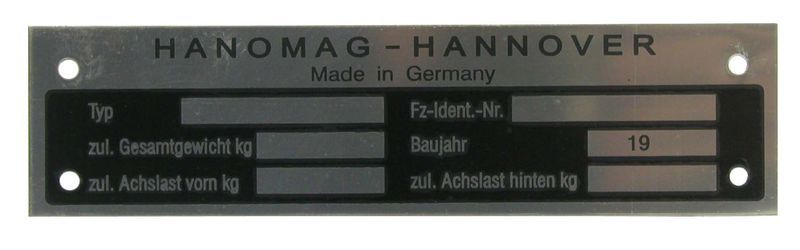 HANOMAG - HANNOVER
Made in Germany
Typ
Fz-Ident.-Nr.
zul. Gesamtgewicht kg
Baujahr 19
zul. Achslast vorn kg
zul. Achslast hinten kg